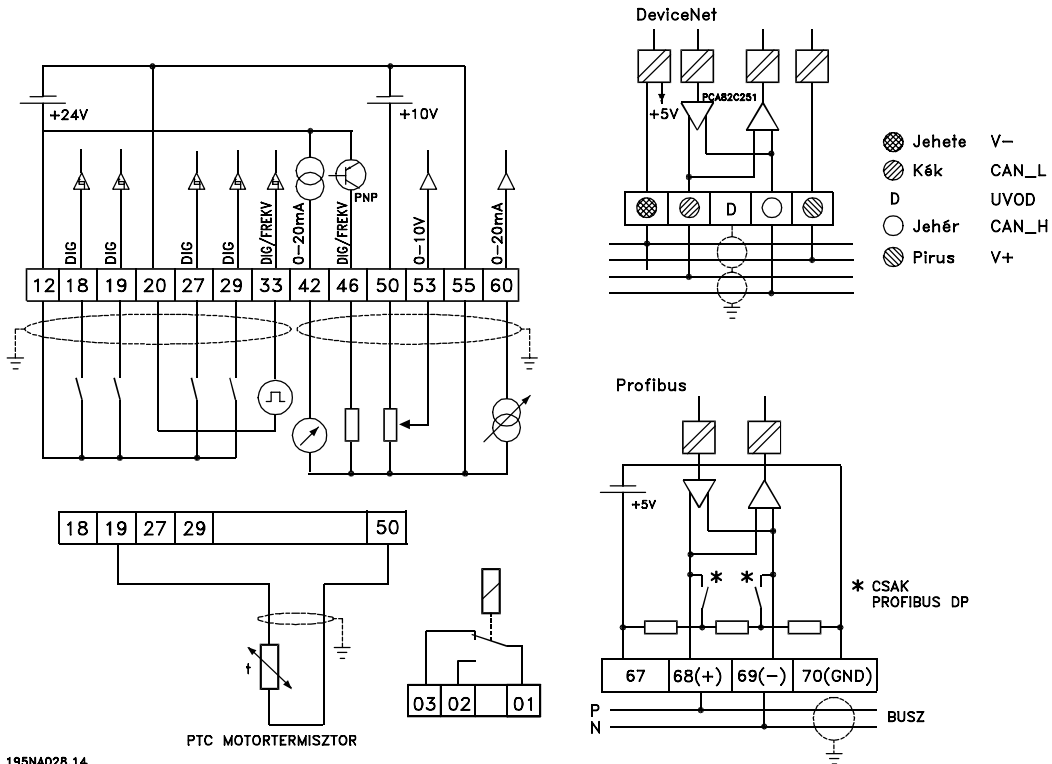 DeviceNet
+24V
+10V
PCA82C251
+5V
DIG
DIG
DIG
DIG
DIG/FREKV
0-20mA
DIG/FREKV
PNP
0-10V
0-20mA
12 18 19 20 27 29 33 42 46 50 53 55 60
D
Jehete V-
Kék CAN_L
D UVOD
Jehér CAN_H
Pirus V+
Profibus
+5V
* *
* CSAK
PROFIBUS DP
67 68(+) 69(-) 70(GND)
P
N
BUSZ
18 19 27 29 50
t
PTC MOTORTERMISZTOR
03 02 01
195NA028.14